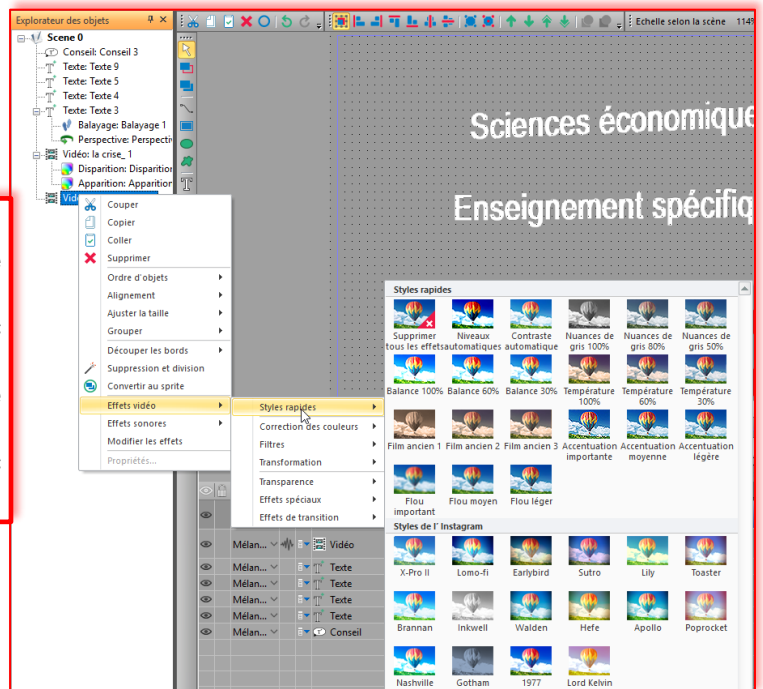 Explorateur des objets
Echelle selon la scène 114%
Scene 0
Conseil: Conseil 3
Texte: Texte 9
Texte: Texte 5
Texte: Texte 4
Texte: Texte 3
Balayage: Balayage 1
Perspective: Perspecti
Vidéo: la crise_ 1
Disparition: Disparition
Apparition: Apparition
Sciences économique
Enseignement spécifiq
Couper
Copier
Coller
Supprimer
Ordre d'objets
Alignement
Ajuster la taille
Grouper
Découper les bords
Suppression et division
Convertir au sprite
Effets vidéo
Effets sonores
Modifier les effets
Propriétés...
Styles rapides
Correction des couleurs
Filtres
Transformation
Transparence
Effets spéciaux
Effets de transition
Styles rapides
Supprimer tous les effets
Niveaux automatiques
Contraste automatique
Nuances de gris 100%
Nuances de gris 80%
Nuances de gris 50%
Balance 100%
Balance 60%
Balance 30%
Température 100%
Température 60%
Température 30%
Film ancien 1
Film ancien 2
Film ancien 3
Accentuation importante
Accentuation moyenne
Accentuation légère
Flou important
Flou moyen
Flou léger
Styles de l' Instagram
X-Pro II
Lomo-fi
Earlybird
Sutro
Lily
Toaster
Brannan
Inkwell
Walden
Hefe
Apollo
Poprocket
Nashville
Gotham
1977
Lord Kelvin
Mélan... Vidéo
Mélan... Texte
Mélan... Texte
Mélan... Texte
Mélan... Texte
Mélan... Conseil